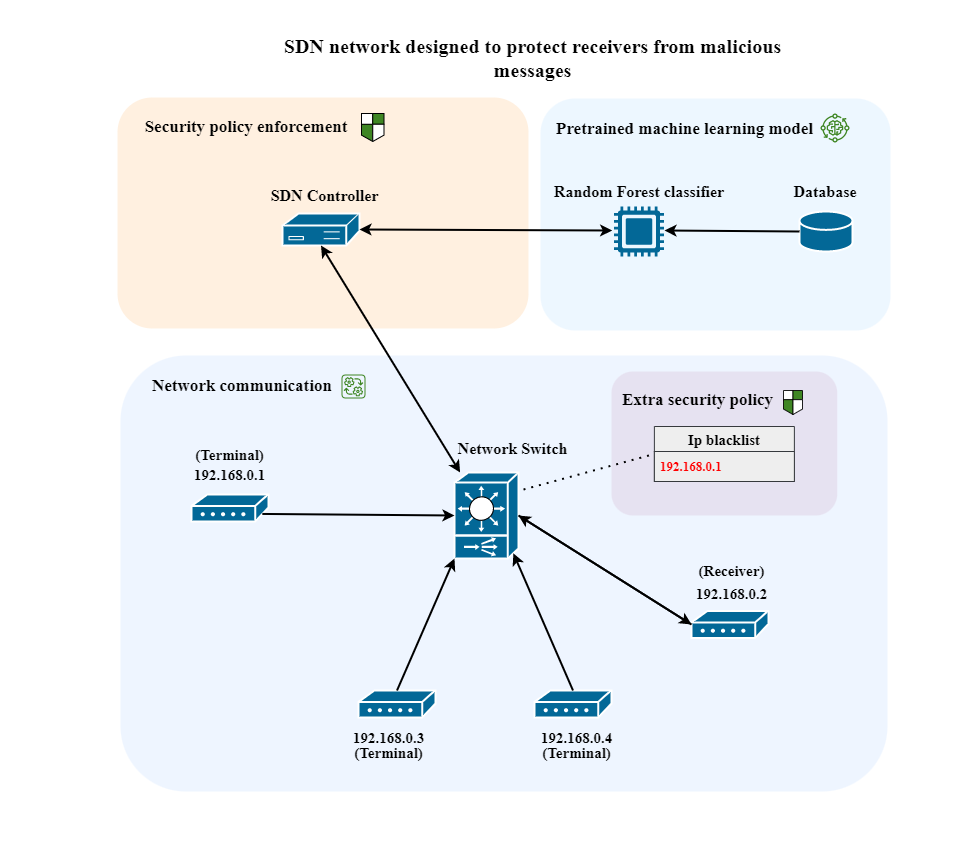 SDN network designed to protect receivers from malicious
messages
Security policy enforcement
Pretrained machine learning model
SDN Controller
Random Forest classifier
Database
Network communication
Extra security policy
Ip blacklist
192.168.0.1
Network Switch
(Terminal)
192.168.0.1
(Receiver)
192.168.0.2
192.168.0.3
(Terminal)
192.168.0.4
(Terminal)